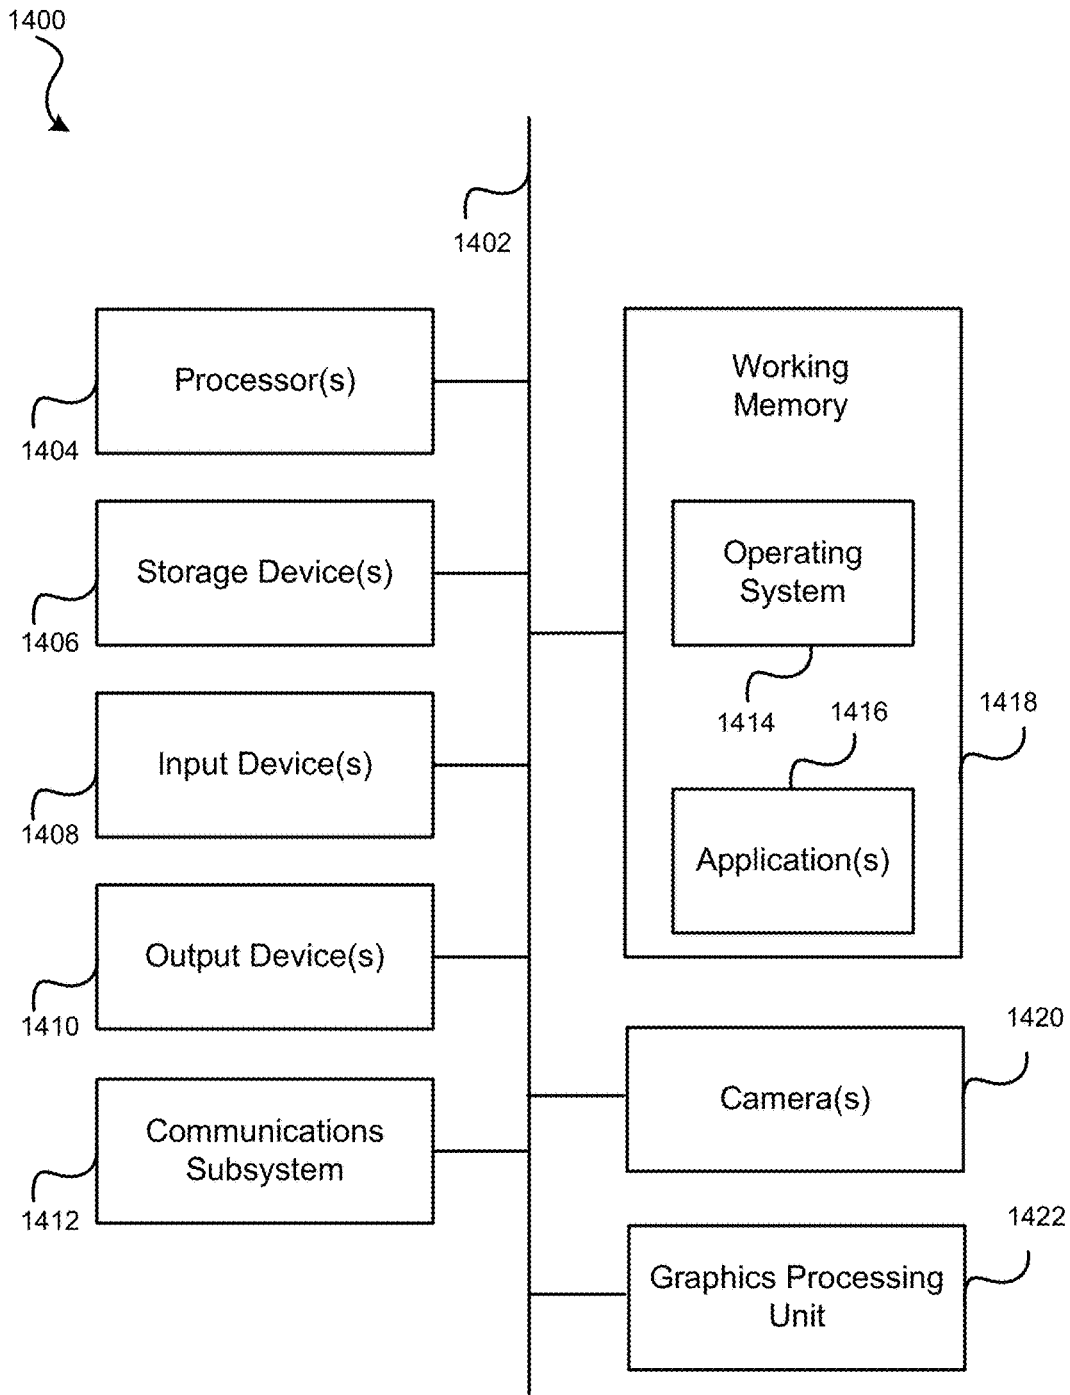 1400
1402
Processor(s)
1404
Storage Device(s)
1406
Input Device(s)
1408
Output Device(s)
1410
Communications
Subsystem
1412
Working
Memory
Operating
System
1414
1416
1418
Application(s)
1420
Camera(s)
1422
Graphics Processing
Unit